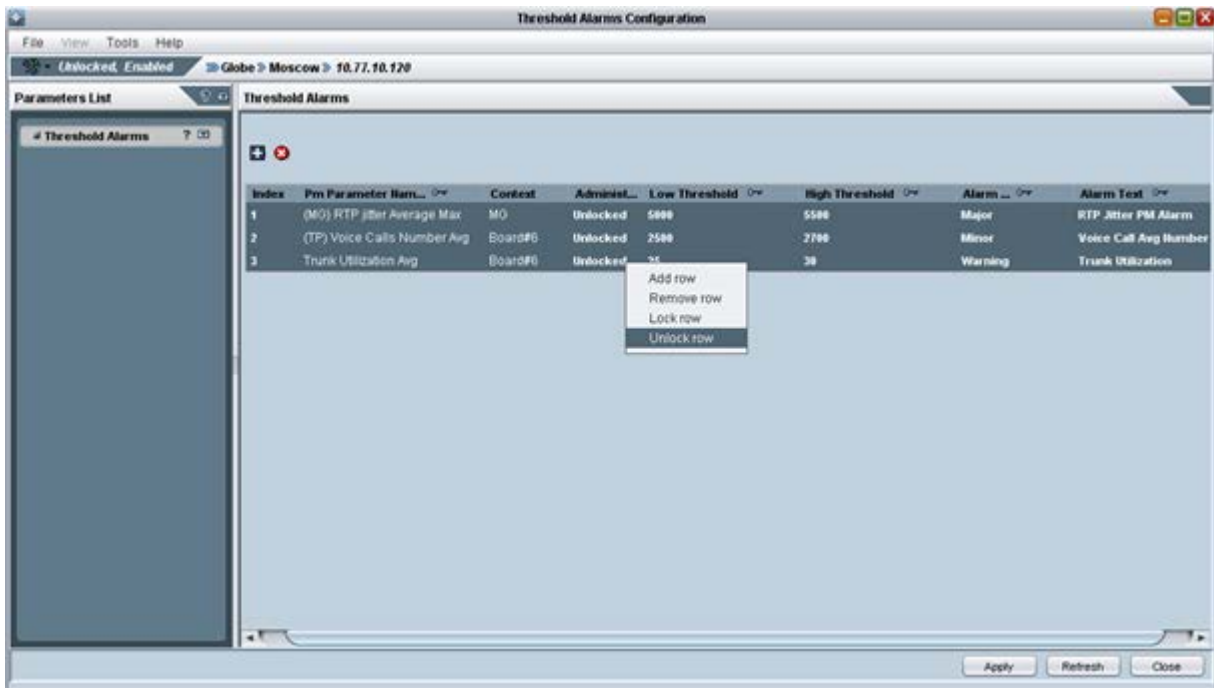 Threshold Alarms Configuration
File View Tools Help
Unlocked, Enabled Globe Moscow 10.77.10.120
Parameters List
Threshold Alarms
Threshold Alarms ?
Index Pm Parameter Nam... Context Administ... Low Threshold High Threshold Alarm ... Alarm Text
1 (MG) RTP jitter Average Max MG Unlocked 5000 5500 Major RTP Jitter PM Alarm
2 (TP) Voice Calls Number Avg Board#6 Unlocked 2500 2700 Minor Voice Call Avg Number
3 Trunk Utilization Avg Board#6 Unlocked 25 30 Warning Trunk Utilization
Add row
Remove row
Lock row
Unlock row
Apply Refresh Close